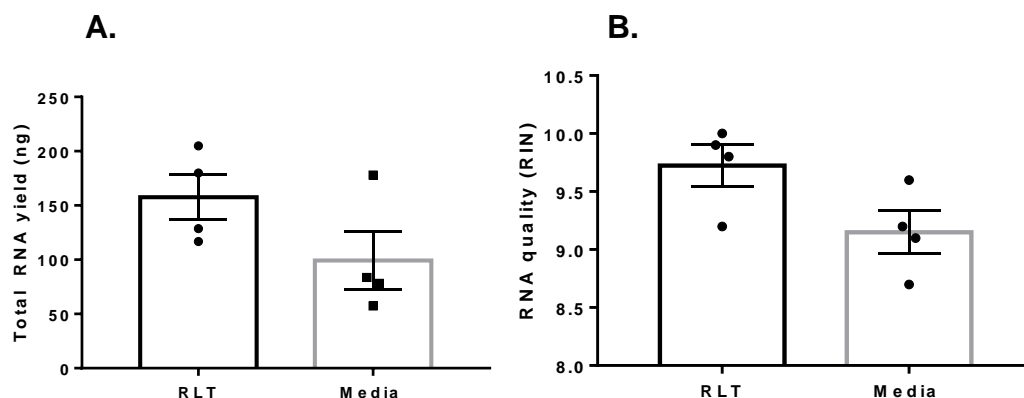 A.
Total RNA yield (ng)
250
200
150
100
50
0
RLT Media
B.
RNA quality (RIN)
10.5
10.0
9.5
9.0
8.5
8.0
RLT Media